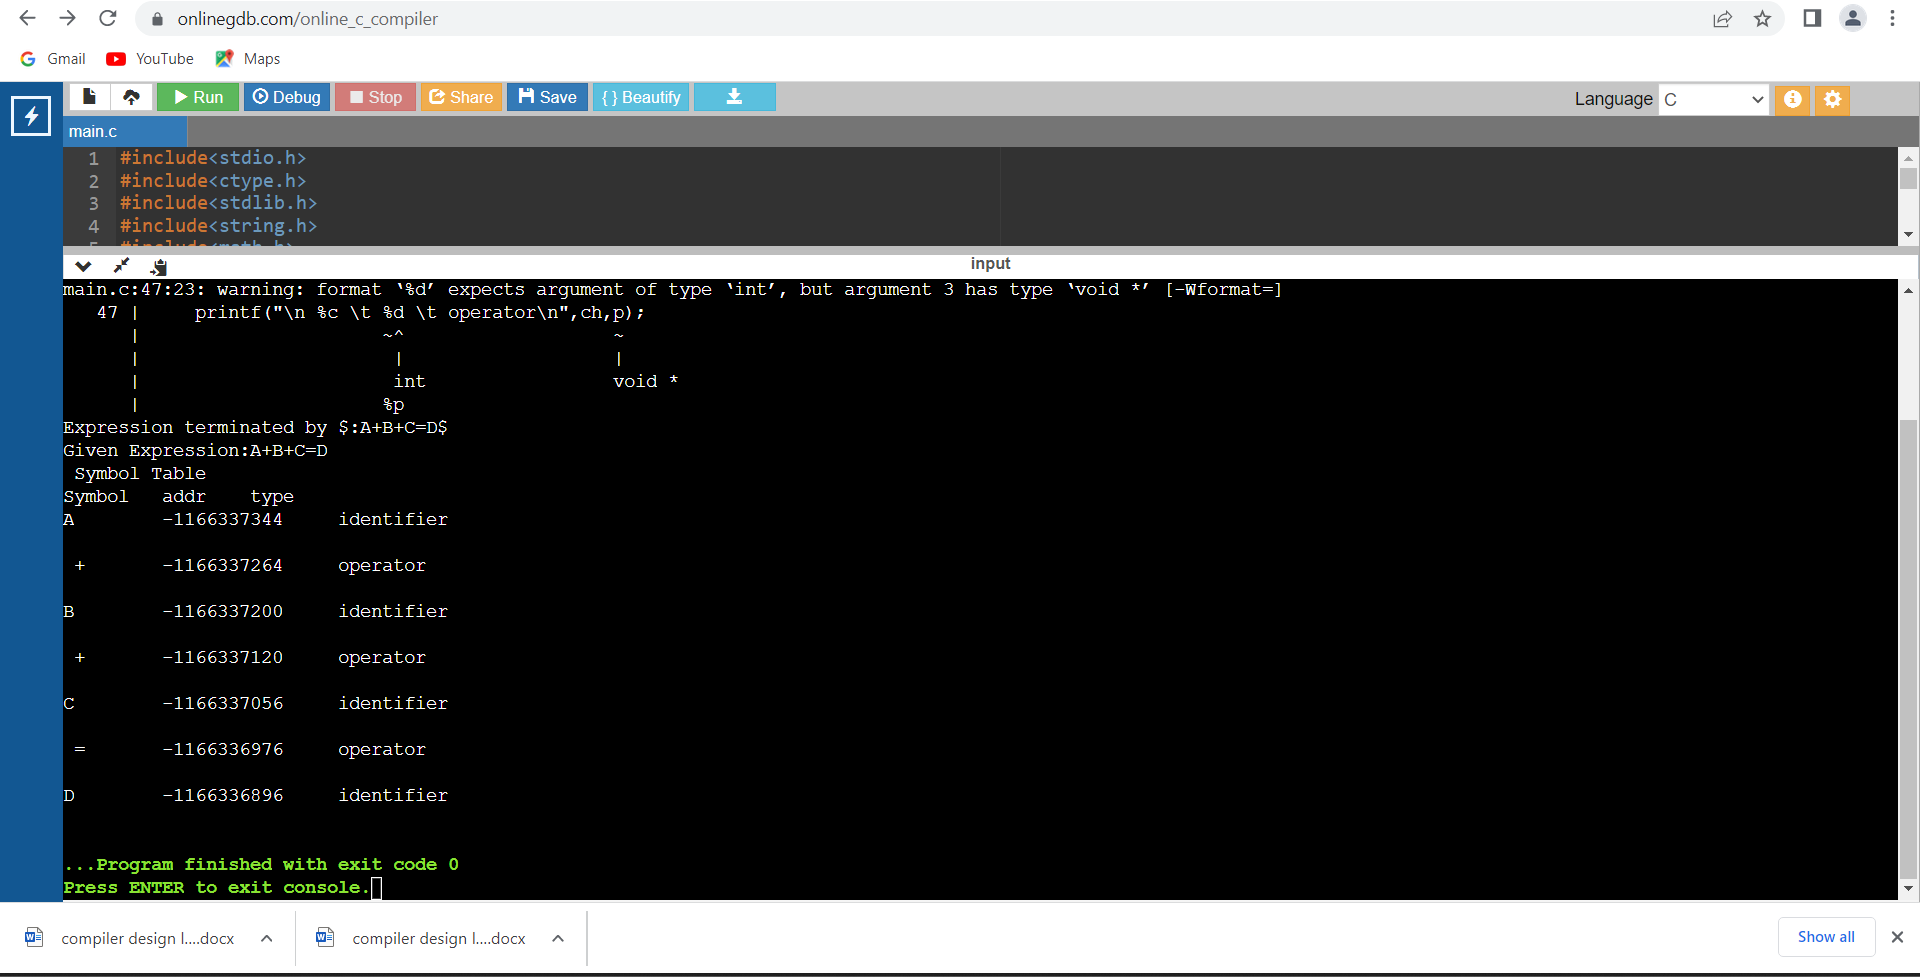 onlinegdb.com/online_c_compiler
Gmail YouTube Maps
Run Debug Stop Share Save { } Beautify Language C
main.c
1 #include<stdio.h>
2 #include<ctype.h>
3 #include<stdlib.h>
4 #include<string.h>
5 #include<math.h>
input
main.c:47:23: warning: format ‘%d’ expects argument of type ‘int’, but argument 3 has type ‘void *’ [-Wformat=]
47 | printf("\n %c \t %d \t operator\n",ch,p);
| ~^ ~
| | |
| int void *
| %p
Expression terminated by $:A+B+C=D$
Given Expression:A+B+C=D
Symbol Table
Symbol addr type
A -1166337344 identifier
+ -1166337264 operator
B -1166337200 identifier
+ -1166337120 operator
C -1166337056 identifier
= -1166336976 operator
D -1166336896 identifier
...Program finished with exit code 0
Press ENTER to exit console.
compiler design l....docx compiler design l....docx Show all